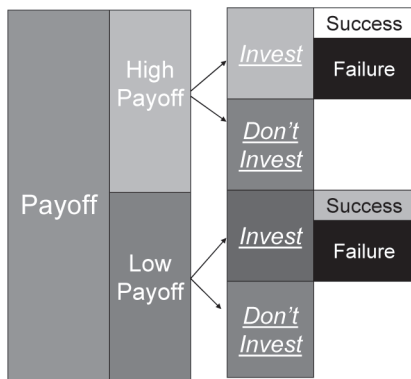 Payoff
High
Payoff
Invest
Success
Failure
Don't
Invest
Low
Payoff
Invest
Success
Failure
Don't
Invest